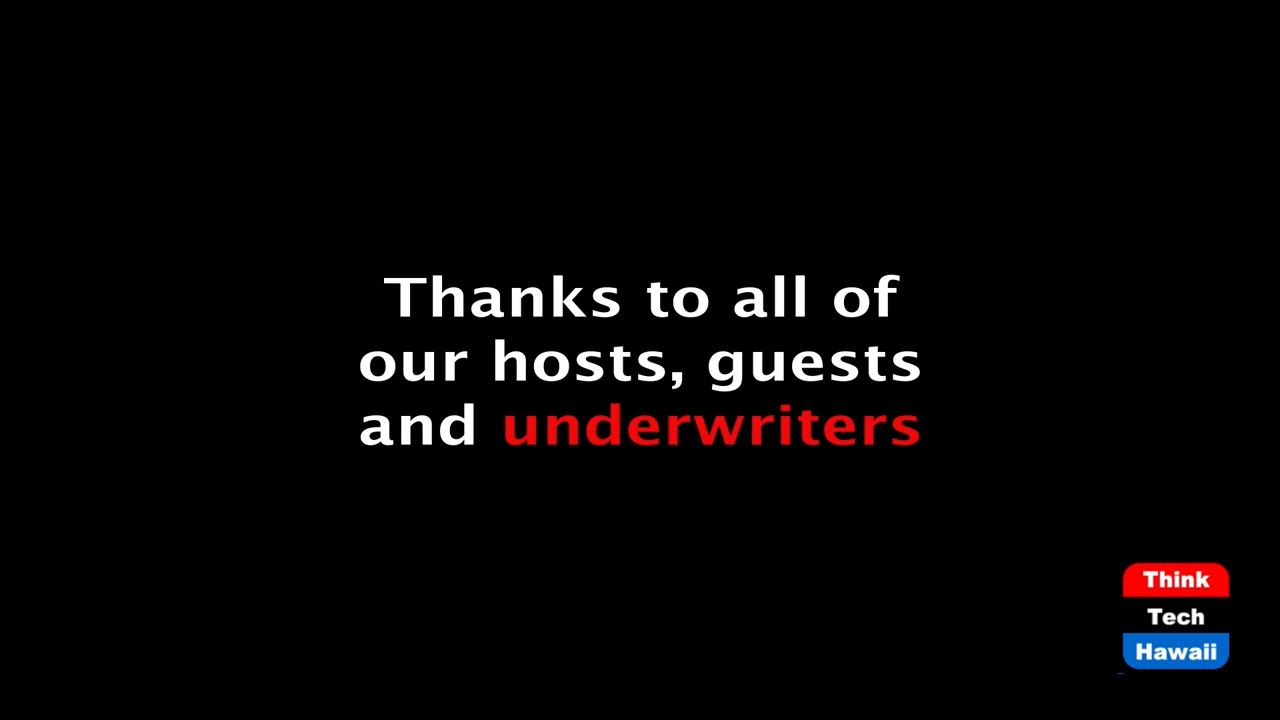 Thanks to all of
our hosts, guests
and underwriters
Think
Tech
Hawaii